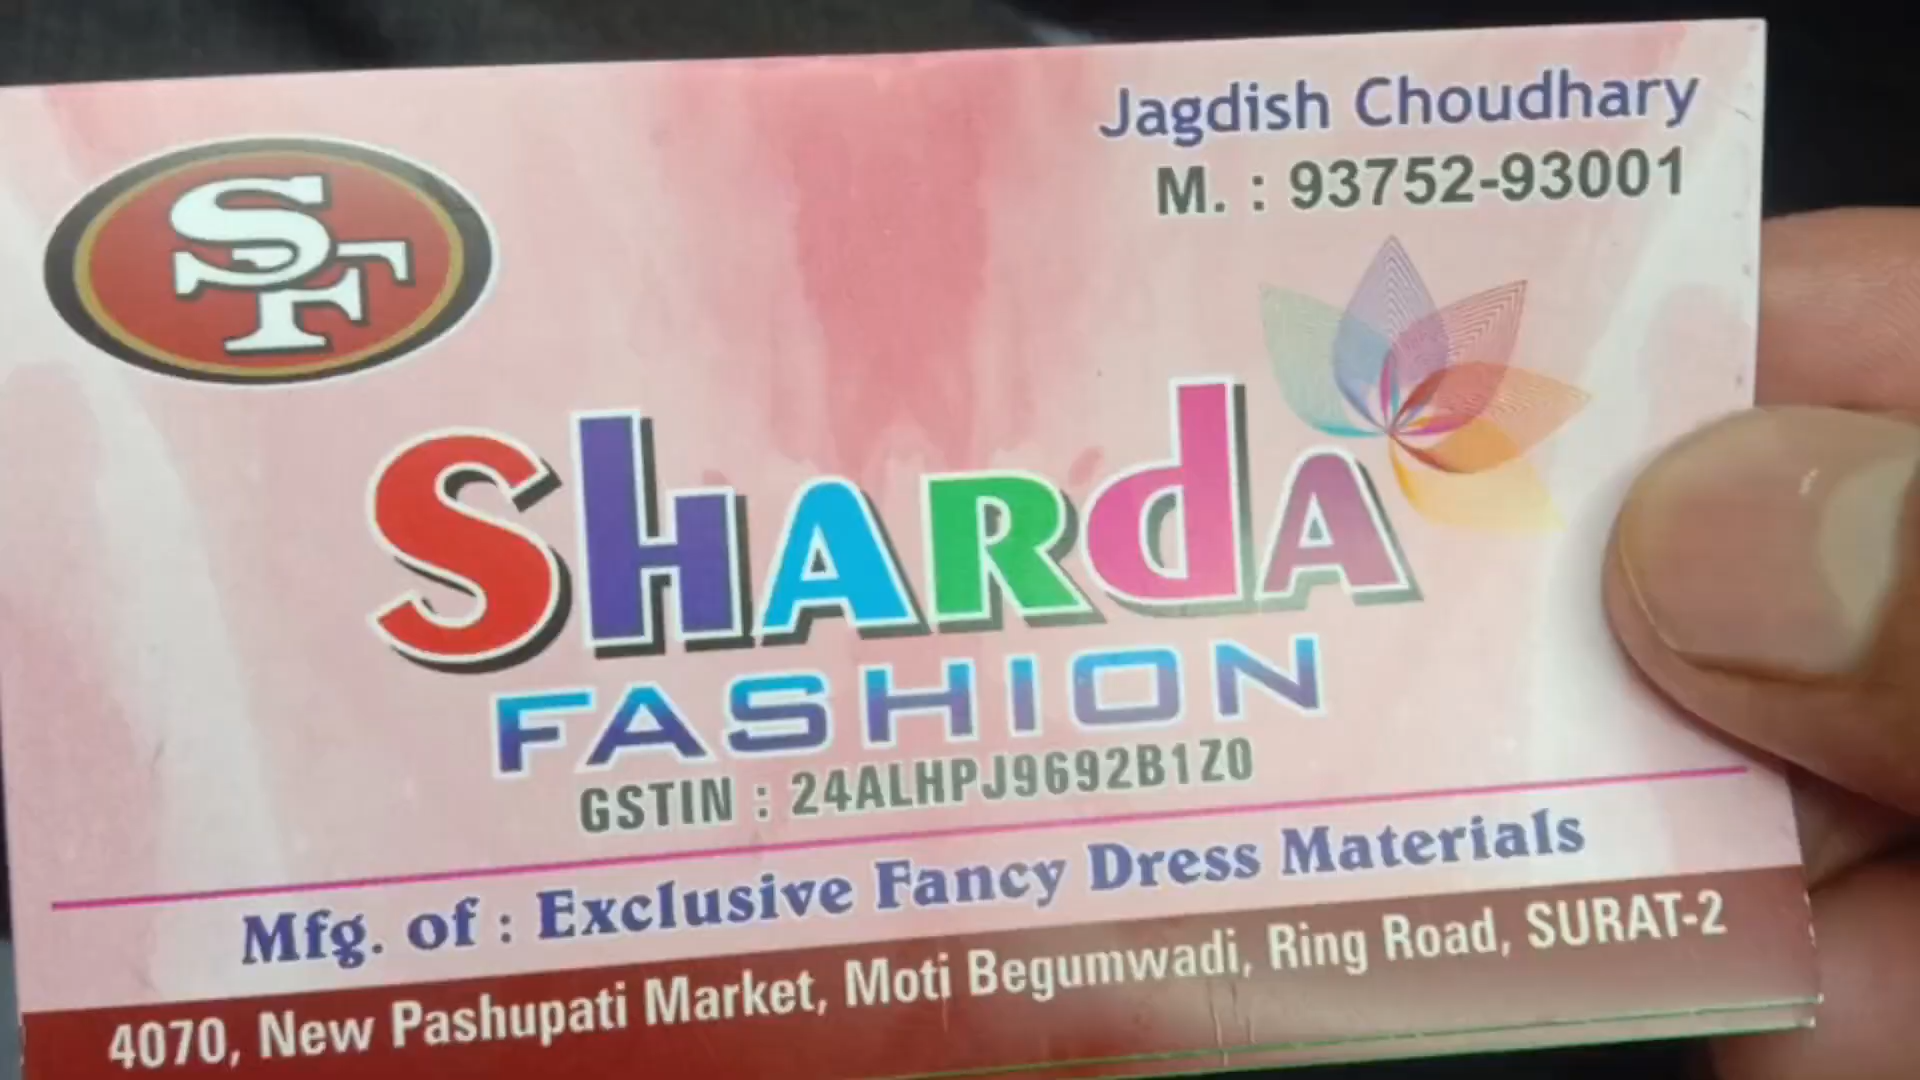 SF
Jagdish Choudhary
M. : 93752-93001
SHARDA
FASHION
GSTIN : 24ALHPJ9692B1Z0
Mfg. of : Exclusive Fancy Dress Materials
4070, New Pashupati Market, Moti Begumwadi, Ring Road, SURAT-2